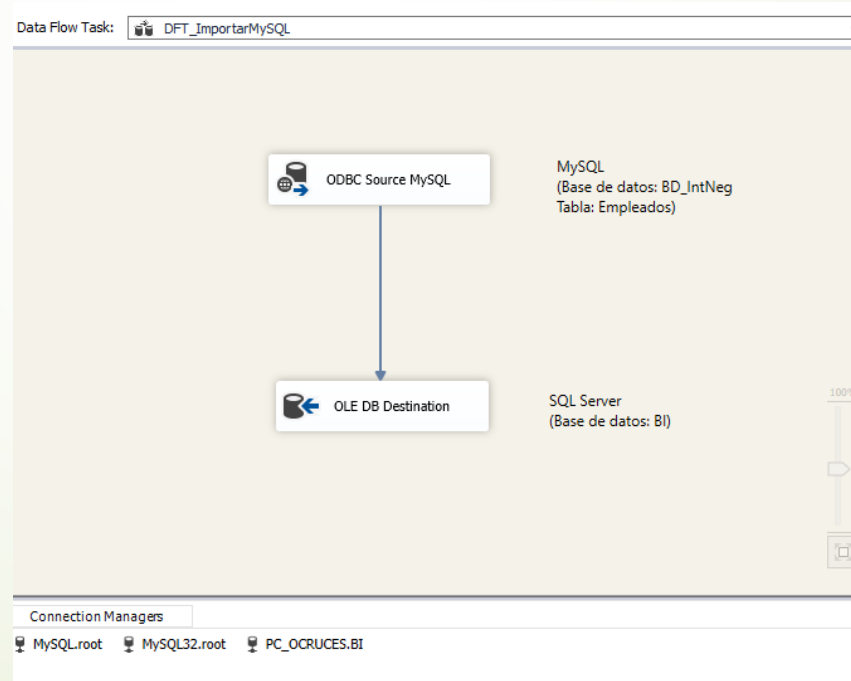 Data Flow Task: DFT_ImportarMySQL
ODBC Source MySQL
MySQL
(Base de datos: BD_IntNeg
Tabla: Empleados)
OLE DB Destination
SQL Server
(Base de datos: BI)
100%
Connection Managers
MySQL.root MySQL32.root PC_OCRUCES.BI